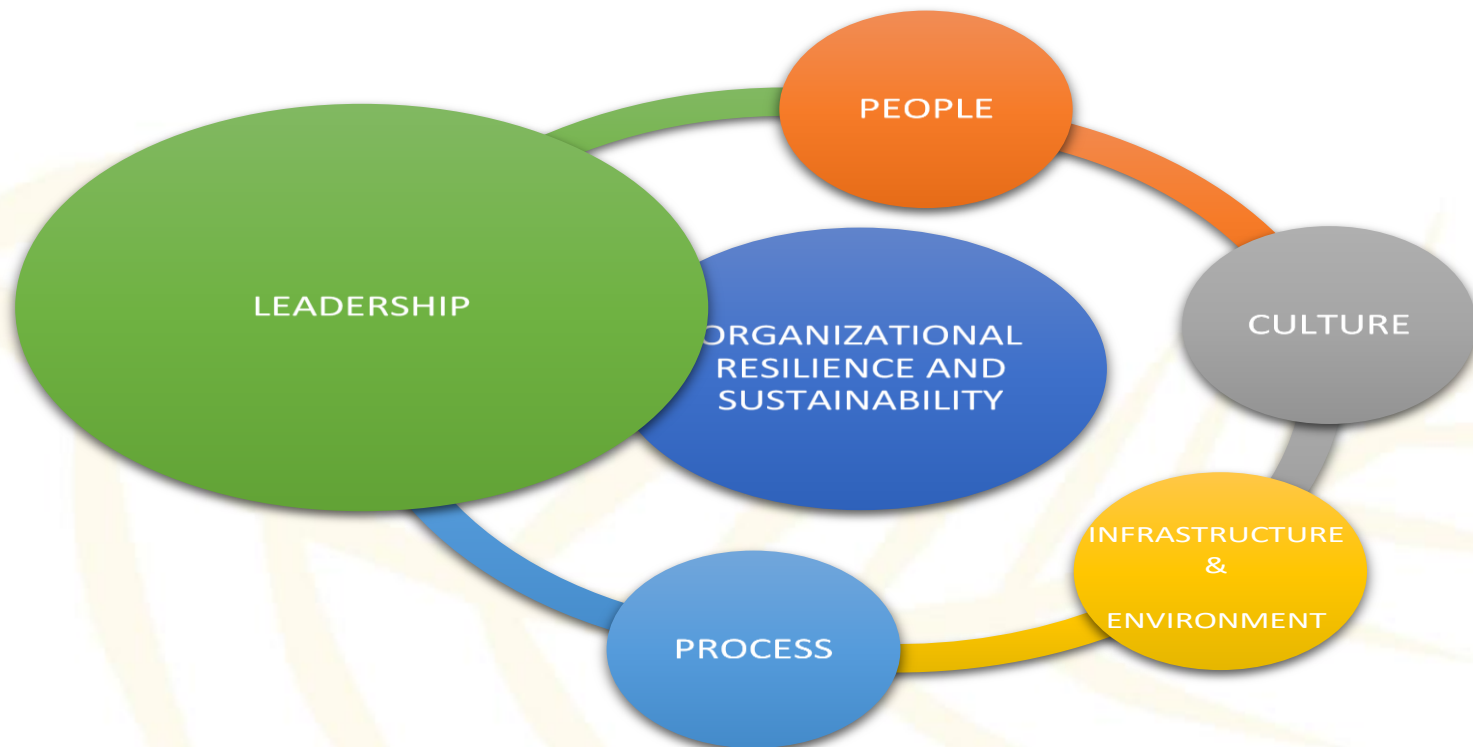 PEOPLE
LEADERSHIP
CULTURE
ORGANIZATIONAL
RESILIENCE AND
SUSTAINABILITY
INFRASTRUCTURE
&
ENVIRONMENT
PROCESS